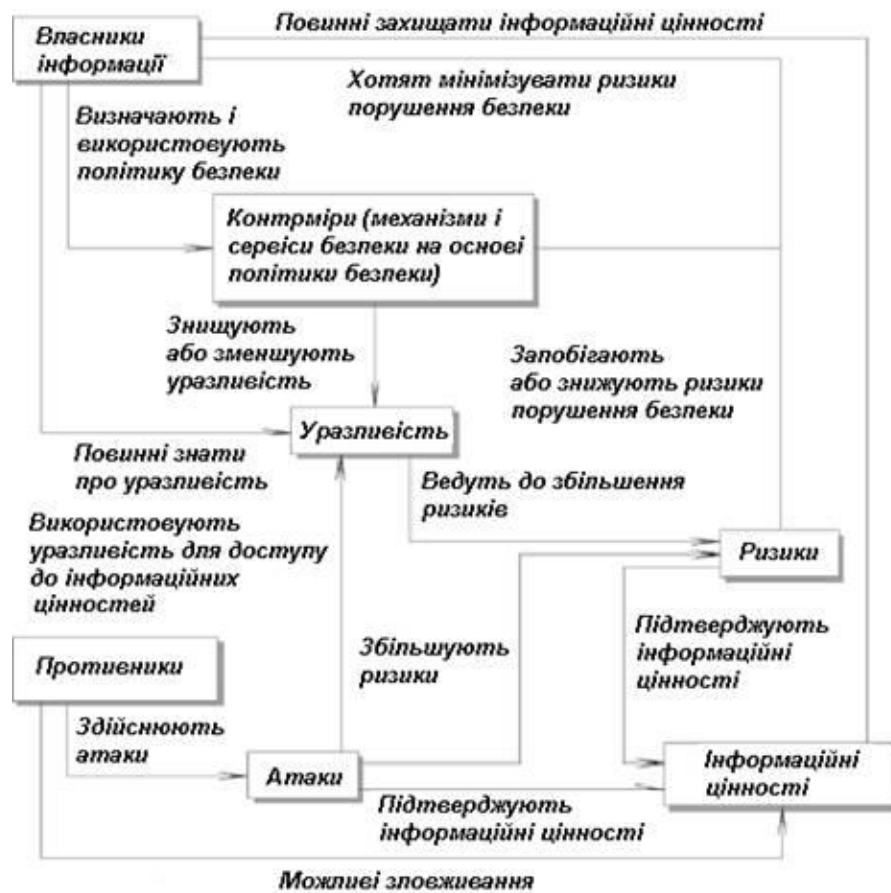 Повинні захищати інформаційні цінності
Власники
інформації
Хотят мінімізувати ризики
порушення безпеки
Визначають і
використовують
політику безпеки
Контрміри (механізми і
сервіси безпеки на основі
політики безпеки)
Знищують
або зменшують
уразливість
Запобігають
або знижують ризики
порушення безпеки
Уразливість
Повинні знати
про уразливість
Ведуть до збільшення
ризиків
Використовують
уразливість для доступу
до інформаційних
цінностей
Ризики
Збільшують
ризики
Підтверджують
інформаційні
цінності
Противники
Здійснюють
атаки
Атаки
Інформаційні
цінності
Підтверджують
інформаційні цінності
Можливі зловживання